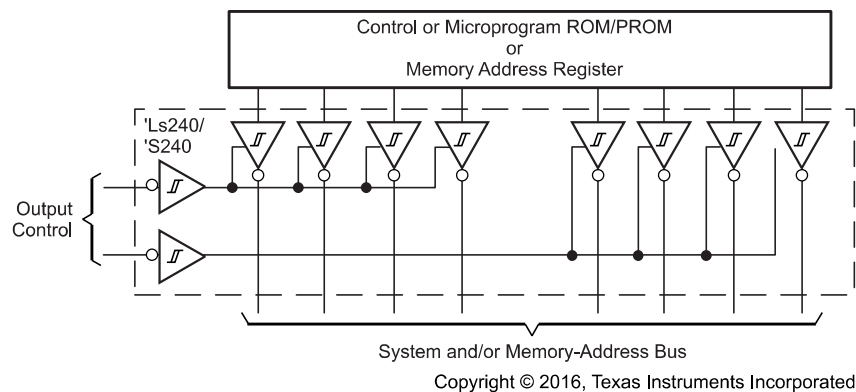 Control or Microprogram ROM/PROM
or
Memory Address Register
'Ls240/
'S240
Output
Control
System and/or Memory-Address Bus
Copyright © 2016, Texas Instruments Incorporated